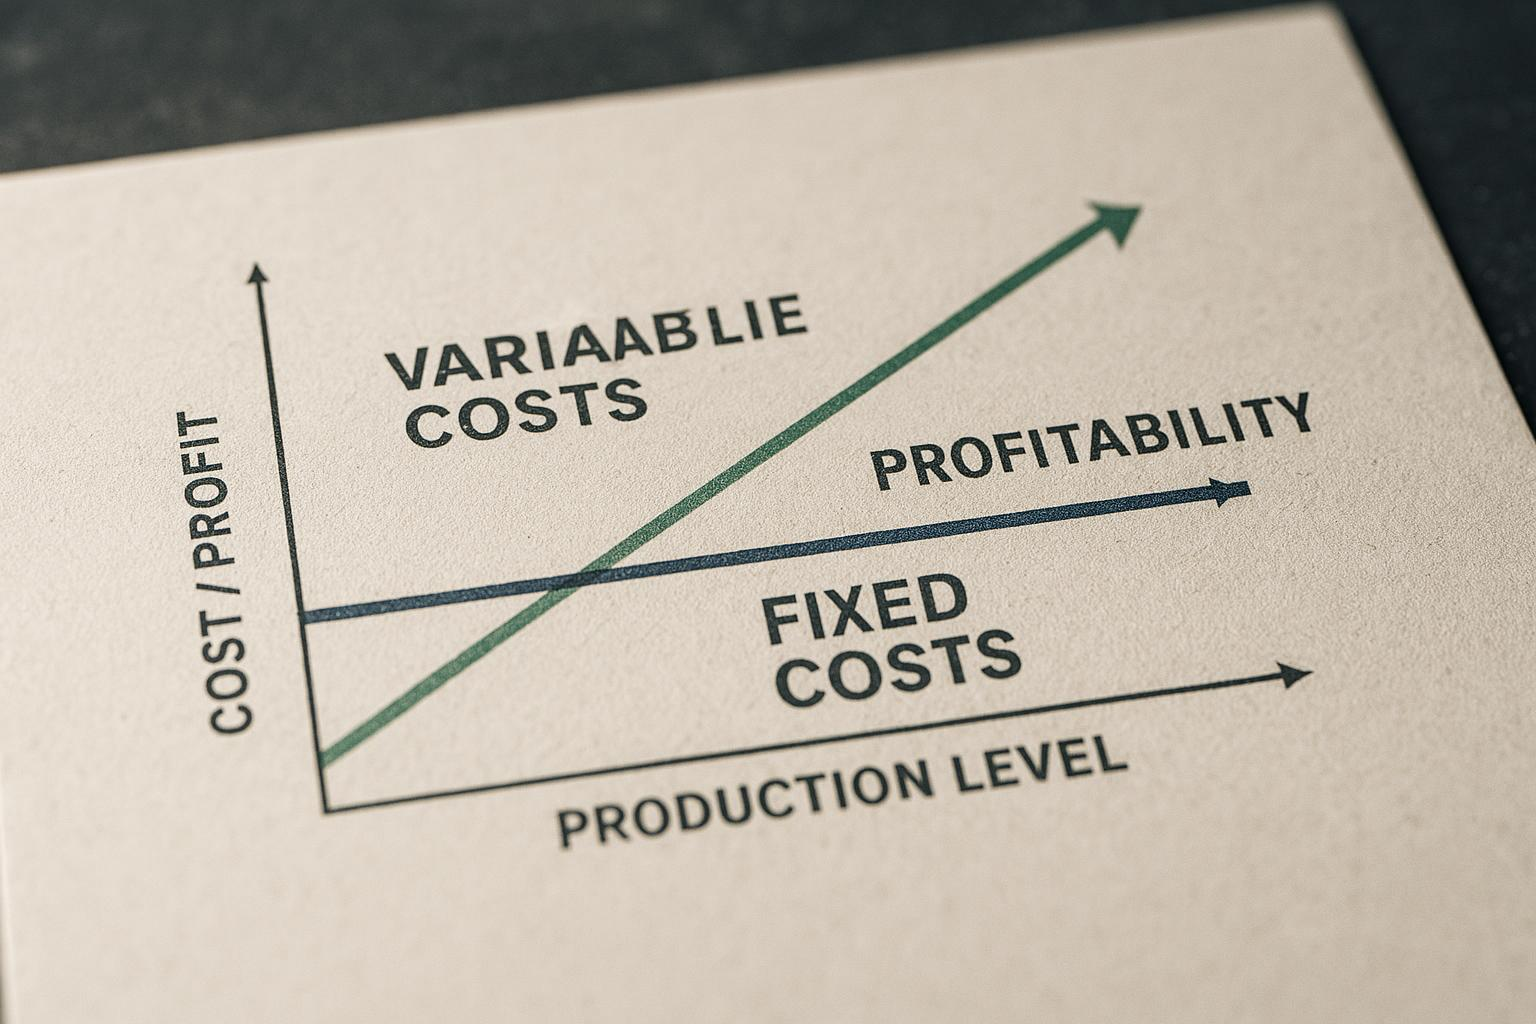 VARIAABLIE
COSTS
PROFITABILITY
COST / PROFIT
FIXED
COSTS
PRODUCTION LEVEL